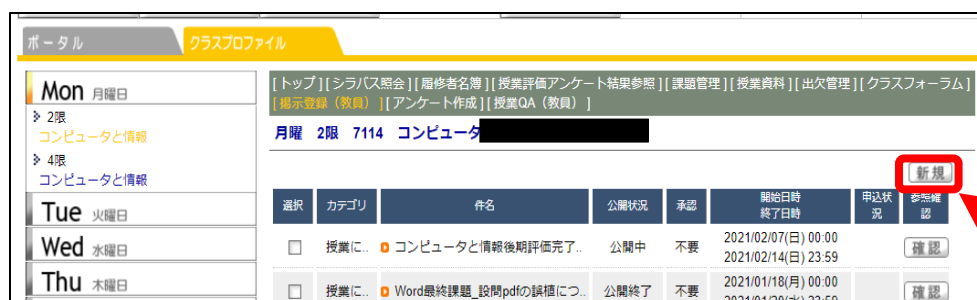 ポータル
クラスプロファイル
Mon 月曜日
2限
コンピュータと情報
4限
コンピュータと情報
Tue 火曜日
Wed 水曜日
Thu 木曜日
[トップ][シラバス照会][履修者名簿][授業評価アンケート結果参照][課題管理][授業資料][出欠管理][クラスフォーラム]
[掲示登録（教員）][アンケート作成][授業QA（教員）]
月曜 2限 7114 コンピュータ
新規
選択 カテゴリ 件名 公開状況 承認 開始日時 終了日時 申込状況 参照確認
授業に.. コンピュータと情報後期評価完了.. 公開中 不要 2021/02/07(日) 00:00
2021/02/14(日) 23:59
確認
授業に.. Word最終課題_設問pdfの誤植につ.. 公開終了 不要 2021/01/18(月) 00:00
2021/01/20(水) 23:59
確認